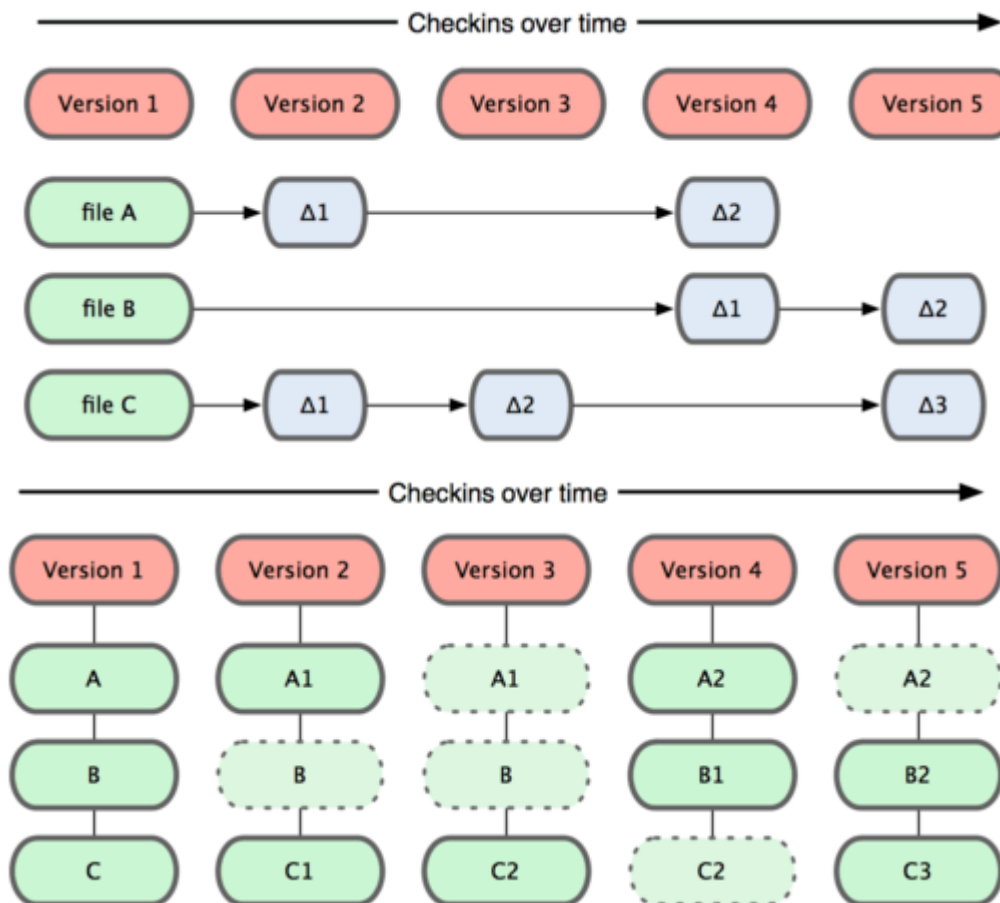 Checkins over time
Version 1 Version 2 Version 3 Version 4 Version 5
file A Δ1 Δ2
file B Δ1 Δ2
file C Δ1 Δ2 Δ3
Checkins over time
Version 1 Version 2 Version 3 Version 4 Version 5
A A1 A1 A2 A2
B B B B1 B2
C C1 C2 C2 C3